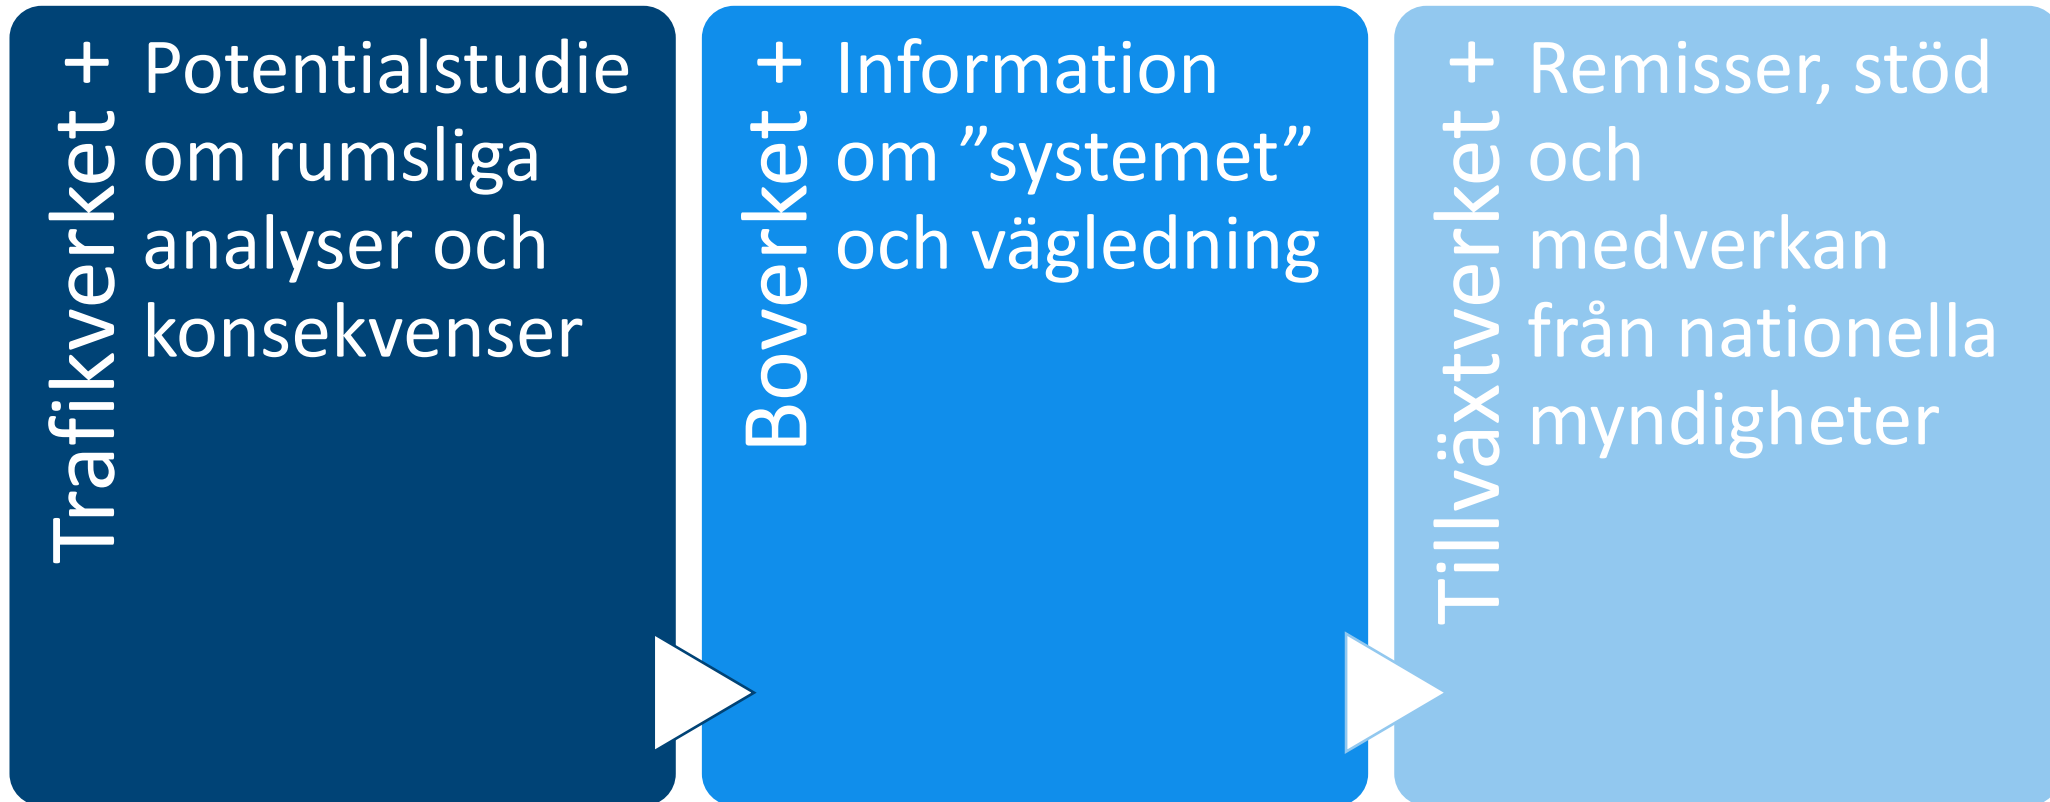 Trafikverket +
Potentialstudie
om rumsliga
analyser och
konsekvenser
Boverket +
Information
om ”systemet”
och vägledning
Tillväxtverket +
Remisser, stöd
och
medverkan
från nationella
myndigheter